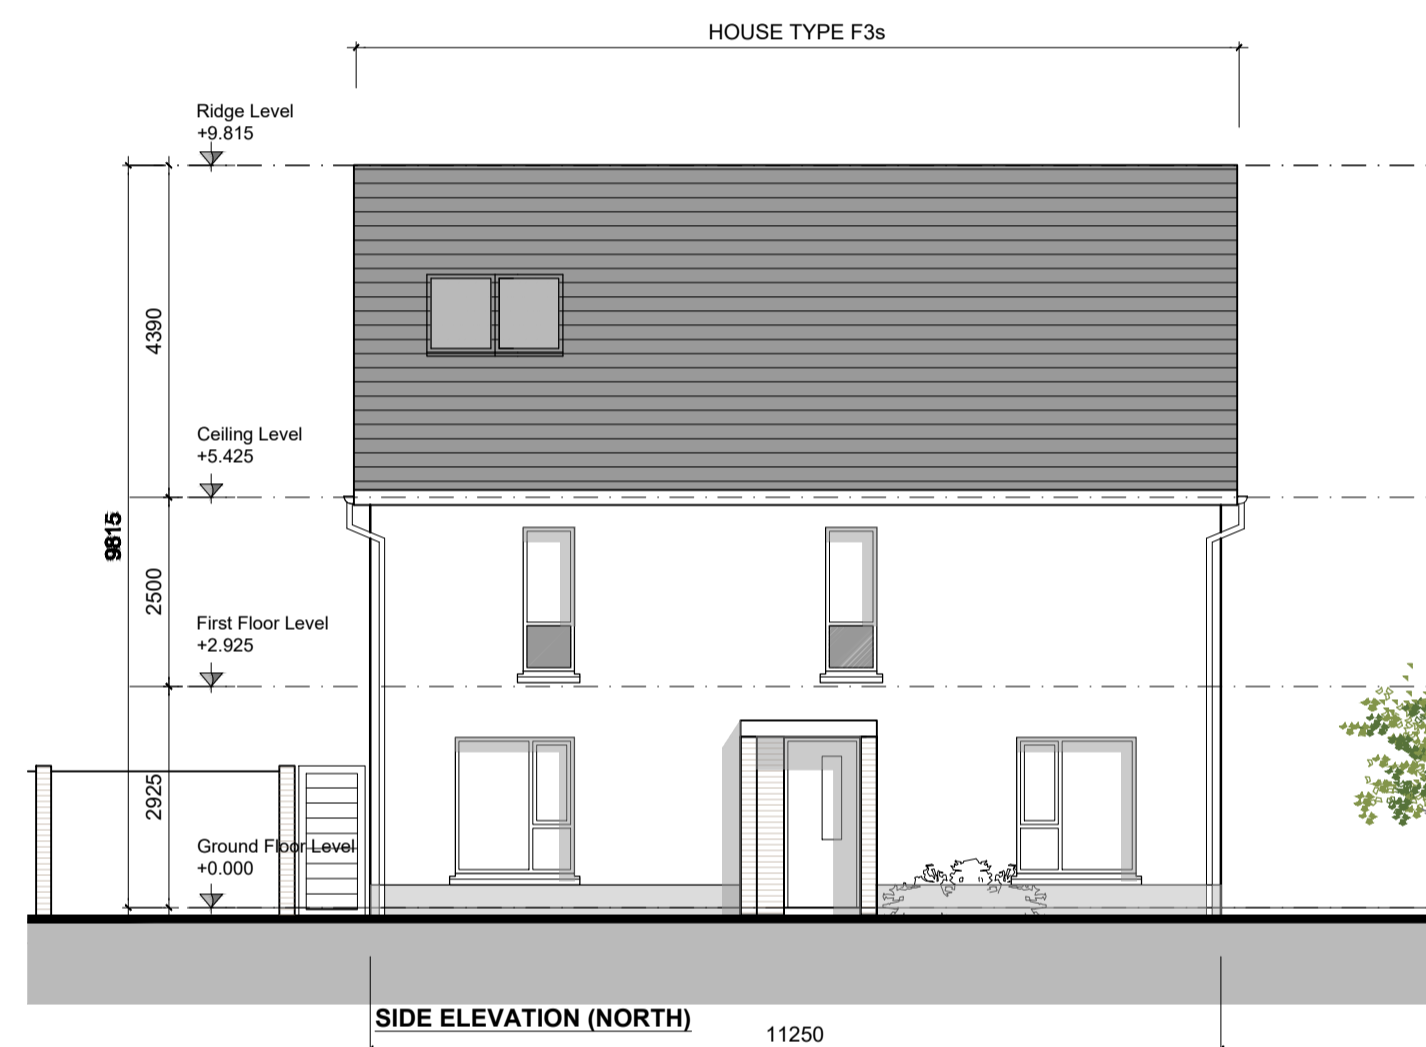 HOUSE TYPE F3s
Ridge Level
+9.815
4390
Ceiling Level
+5.425
2500
First Floor Level
+2.925
2925
Ground Floor Level
+0.000
SIDE ELEVATION (NORTH)
11250